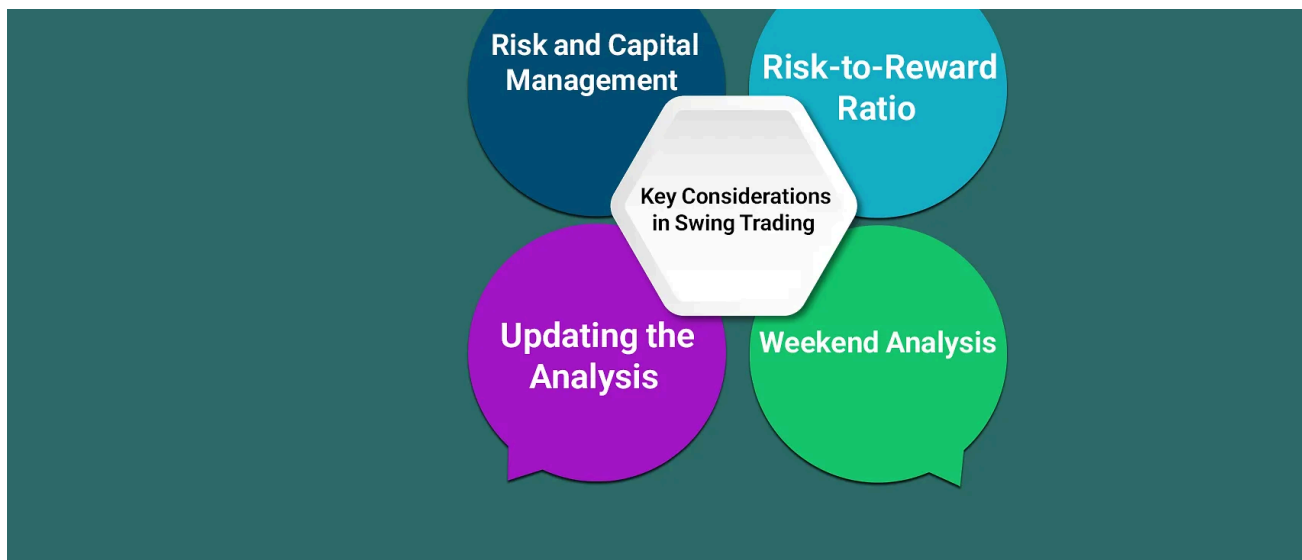 Risk and Capital
Management
Risk-to-Reward
Ratio
Key Considerations
in Swing Trading
Updating the
Analysis
Weekend Analysis